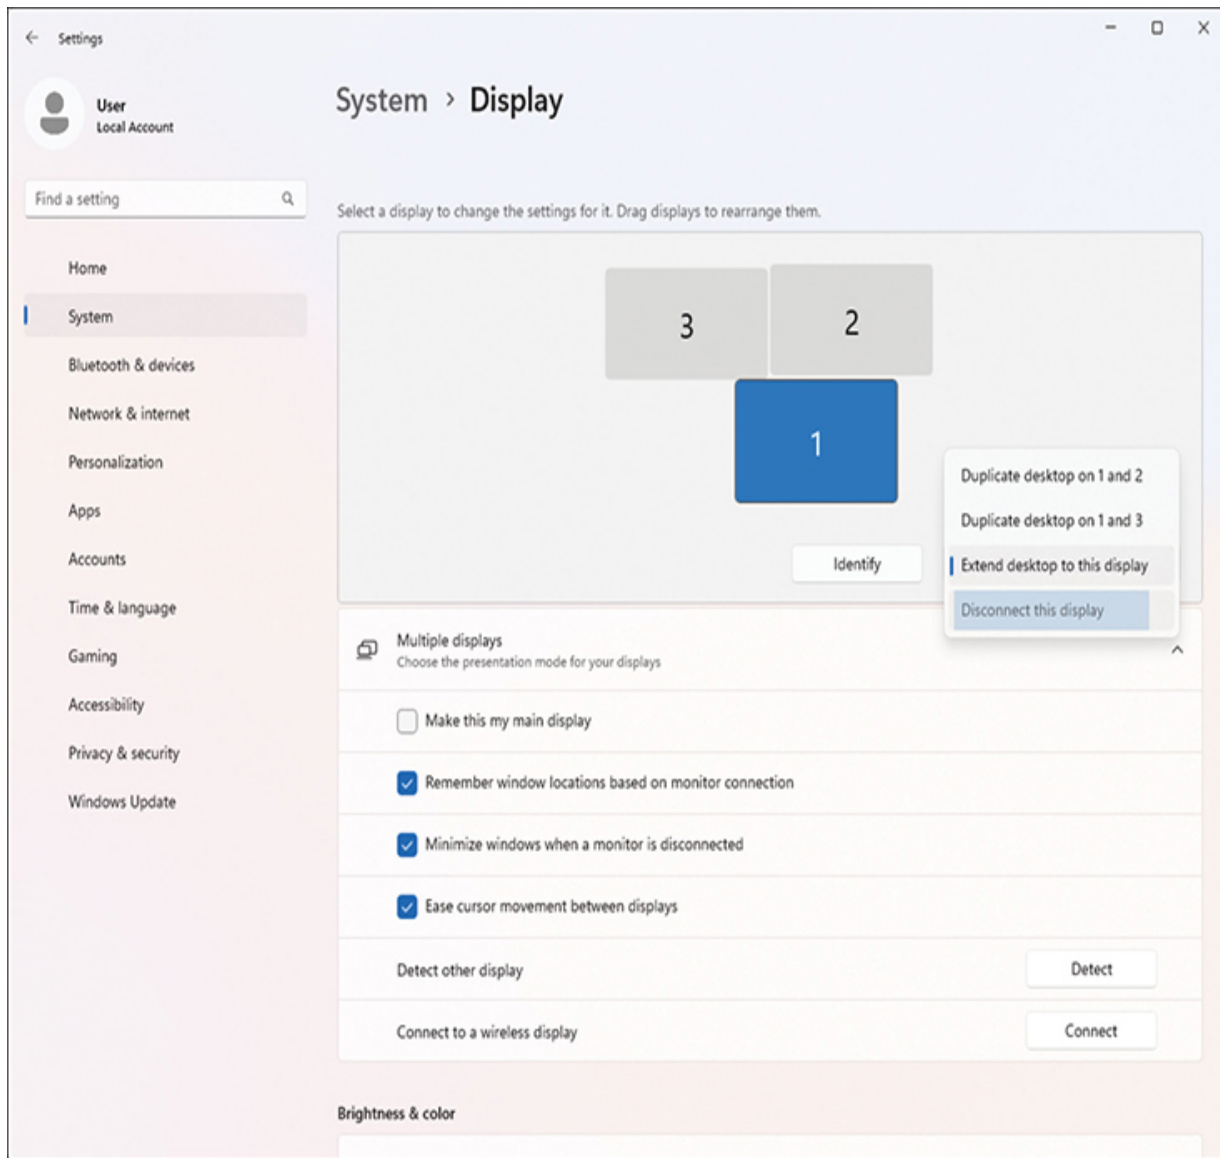 Settings
User
Local Account
Find a setting
Home
System
Bluetooth & devices
Network & internet
Personalization
Apps
Accounts
Time & language
Gaming
Accessibility
Privacy & security
Windows Update
System > Display
Select a display to change the settings for it. Drag displays to rearrange them.
3
2
1
Identify
Duplicate desktop on 1 and 2
Duplicate desktop on 1 and 3
Extend desktop to this display
Disconnect this display
Multiple displays
Choose the presentation mode for your displays
Make this my main display
Remember window locations based on monitor connection
Minimize windows when a monitor is disconnected
Ease cursor movement between displays
Detect other display
Detect
Connect to a wireless display
Connect
Brightness & color